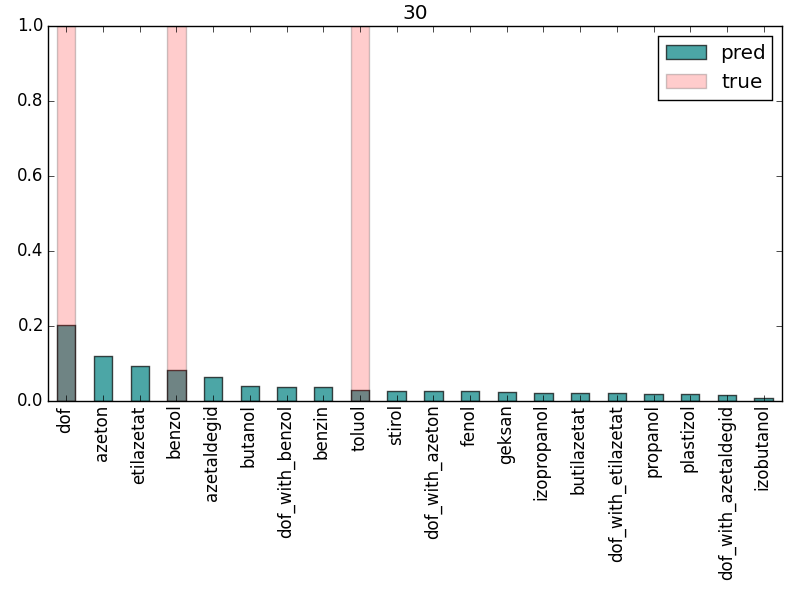 30
1.0
0.8
0.6
0.4
0.2
0.0
pred
true
dof
azeton
etilazetat
benzol
azetaldegid
butanol
dof_with_benzol
benzin
toluol
stirol
dof_with_azeton
fenol
geksan
izopropanol
butilazetat
dof_with_etilazetat
propanol
plastizol
dof_with_azetaldegid
izobutanol